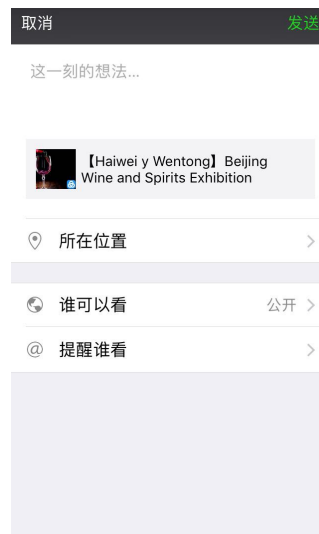 取消
发送
这一刻的想法...
【Haiwei y Wentong】Beijing
Wine and Spirits Exhibition
所在位置
谁可以看
公开
@ 提醒谁看